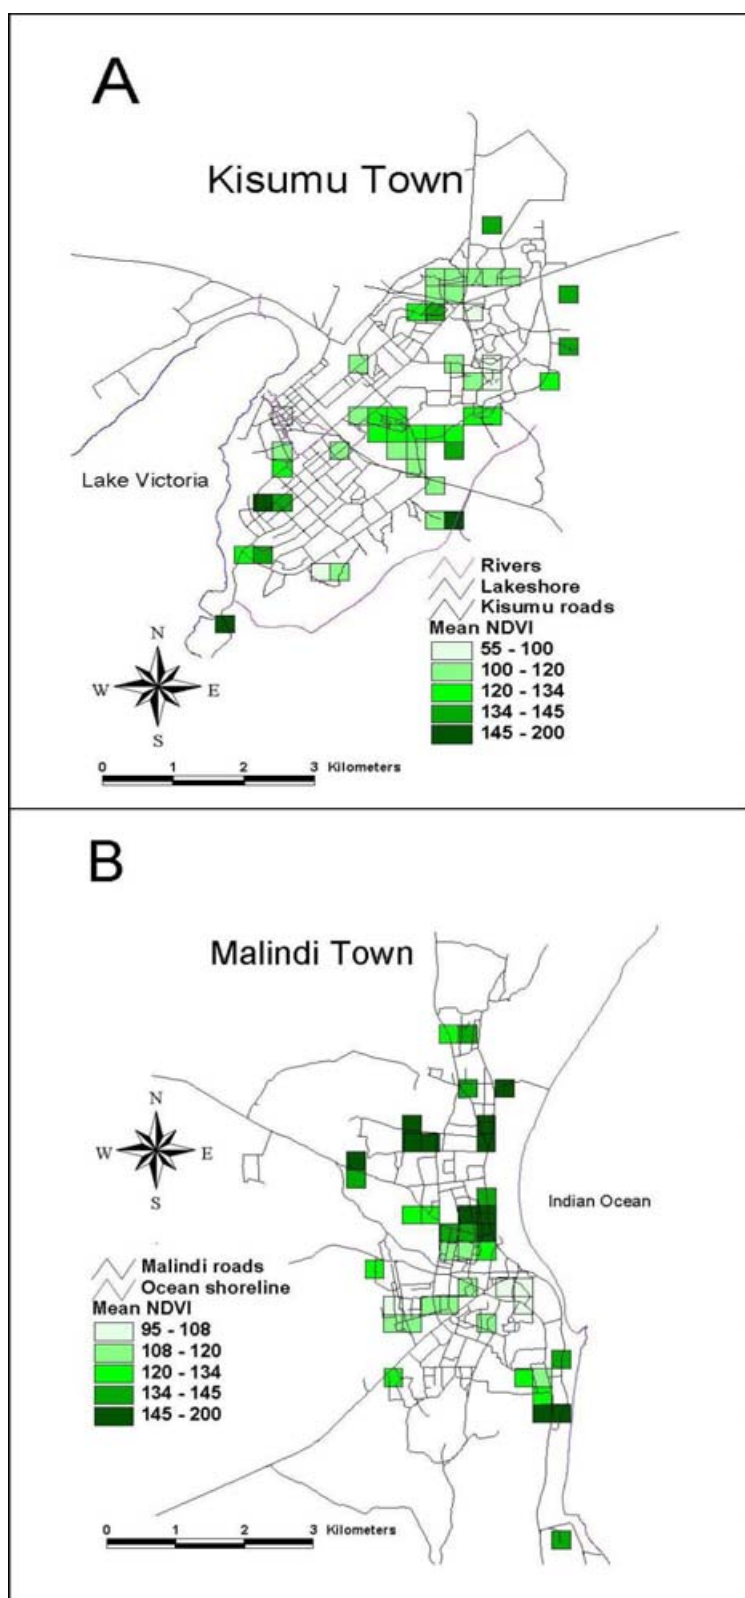 A
Kisumu Town
Lake Victoria
Rivers
Lakeshore
Kisumu roads
Mean NDVI
55 - 100
100 - 120
120 - 134
134 - 145
145 - 200
N
W E
S
0 1 2 3 Kilometers
B
Malindi Town
N
W E
S
Indian Ocean
Malindi roads
Ocean shoreline
Mean NDVI
95 - 108
108 - 120
120 - 134
134 - 145
145 - 200
0 1 2 3 Kilometers